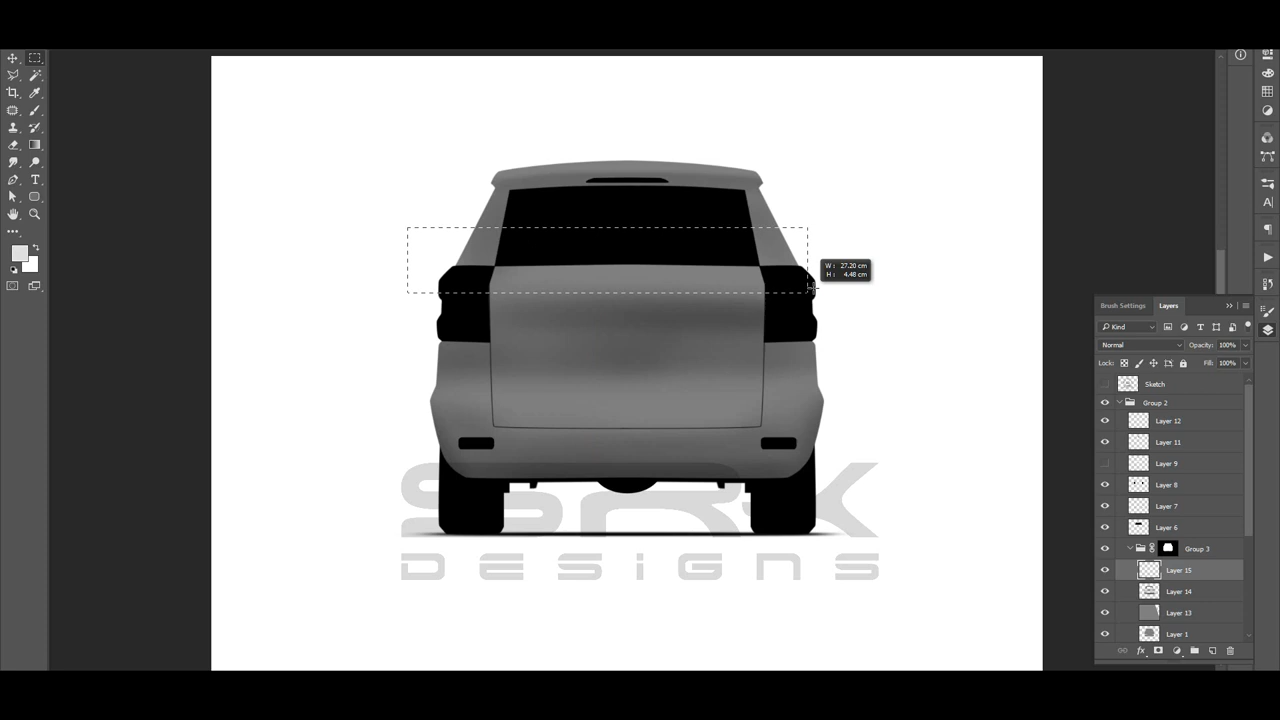 W: 27.20 cm
H: 4.48 cm
Brush Settings
Layers
Kind
Normal
Opacity: 100%
Lock:
Fill: 100%
Sketch
Group 2
Layer 12
Layer 11
Layer 9
Layer 8
Layer 7
Layer 6
Group 3
Layer 15
Layer 14
Layer 13
Layer 1
fx
SRK
DESIGNS